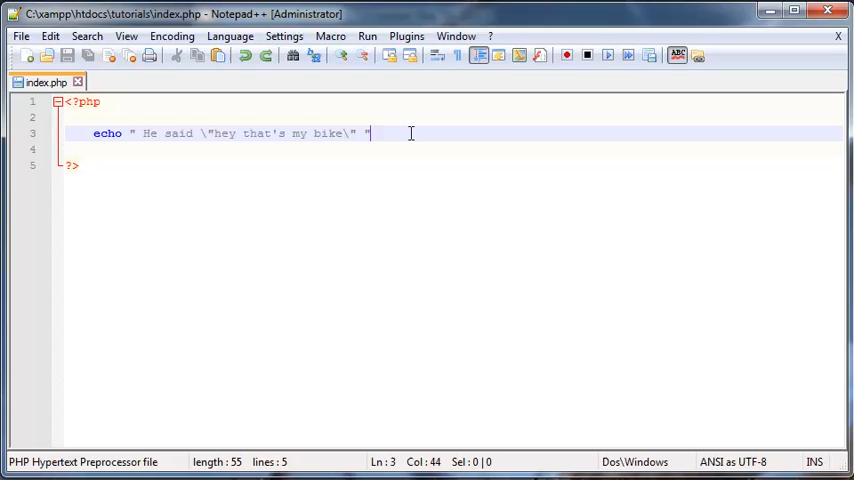 C:\xampp\htdocs\tutorials\index.php - Notepad++ [Administrator]
File Edit Search View Encoding Language Settings Macro Run Plugins Window ? X
ABC
index.php
1 <?php
2
3 echo " He said \"hey that's my bike\" "
4
5 ?>
PHP Hypertext Preprocessor file length : 55 lines : 5 Ln : 3 Col : 44 Sel : 0 | 0 Dos\Windows ANSI as UTF-8 INS